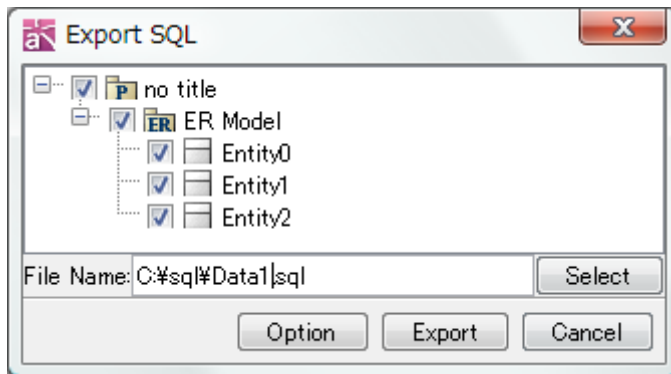 Export SQL
no title
ER Model
Entity0
Entity1
Entity2
File Name: C:¥sql¥Data1.sql Select
Option Export Cancel